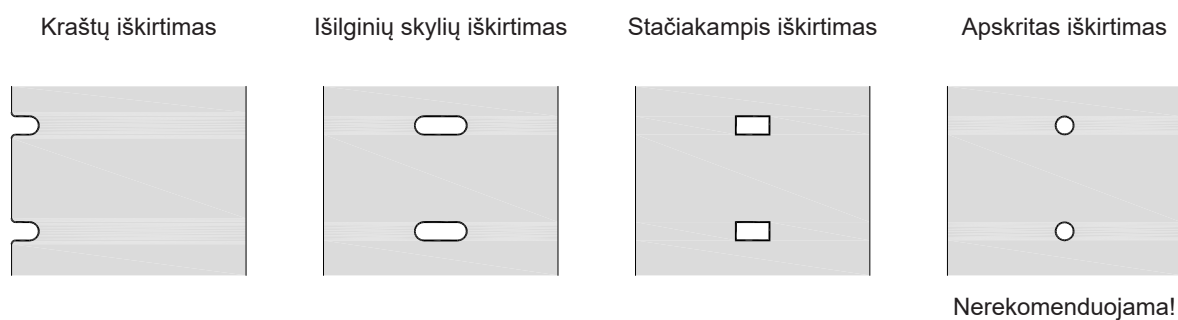 Kraštų iškirtimas
Išilginių skylių iškirtimas
Stačiakampis iškirtimas
Apskritas iškirtimas
Nerekomenduojama!